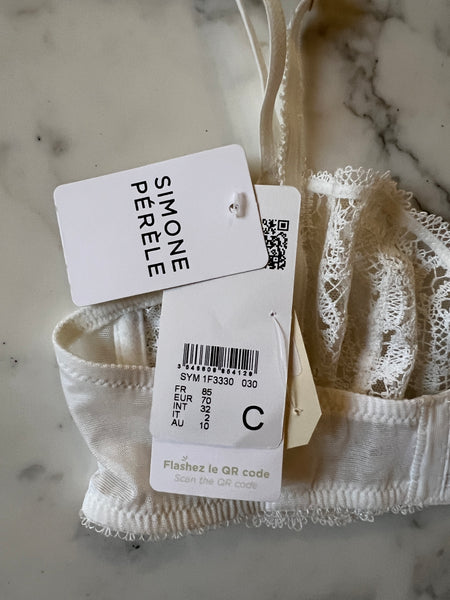 SIMONE
PÉRÈLE
SYM 1F3330 030
FR 85
EUR 70
INT 32
IT 2
AU 10
C
Flashez le QR code
Scan the QR code